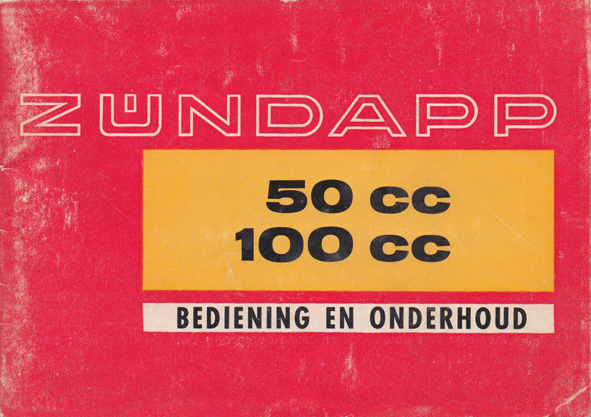 ZÜNDAPP
50 cc
100 cc
BEDIENING EN ONDERHOUD